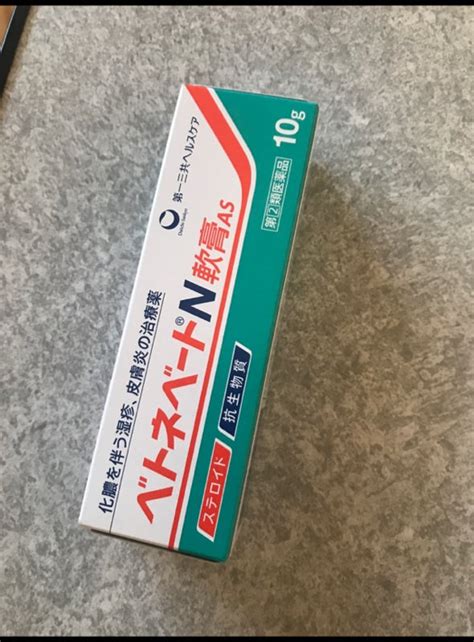 第一三共ヘルスケア
Daiichi-Sankyo
10g
第②類医薬品
化膿を伴う湿疹、皮膚炎の治療薬
ベトネベート®N軟膏AS
ステロイド
抗生物質